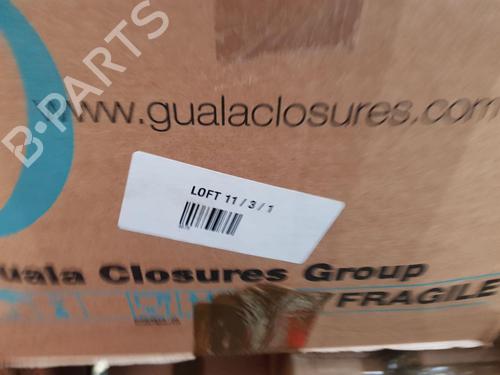 B-PARTS
www.gualaclosures.com
LOFT 11 / 3 / 1
uala Closures Group
FRAGILE